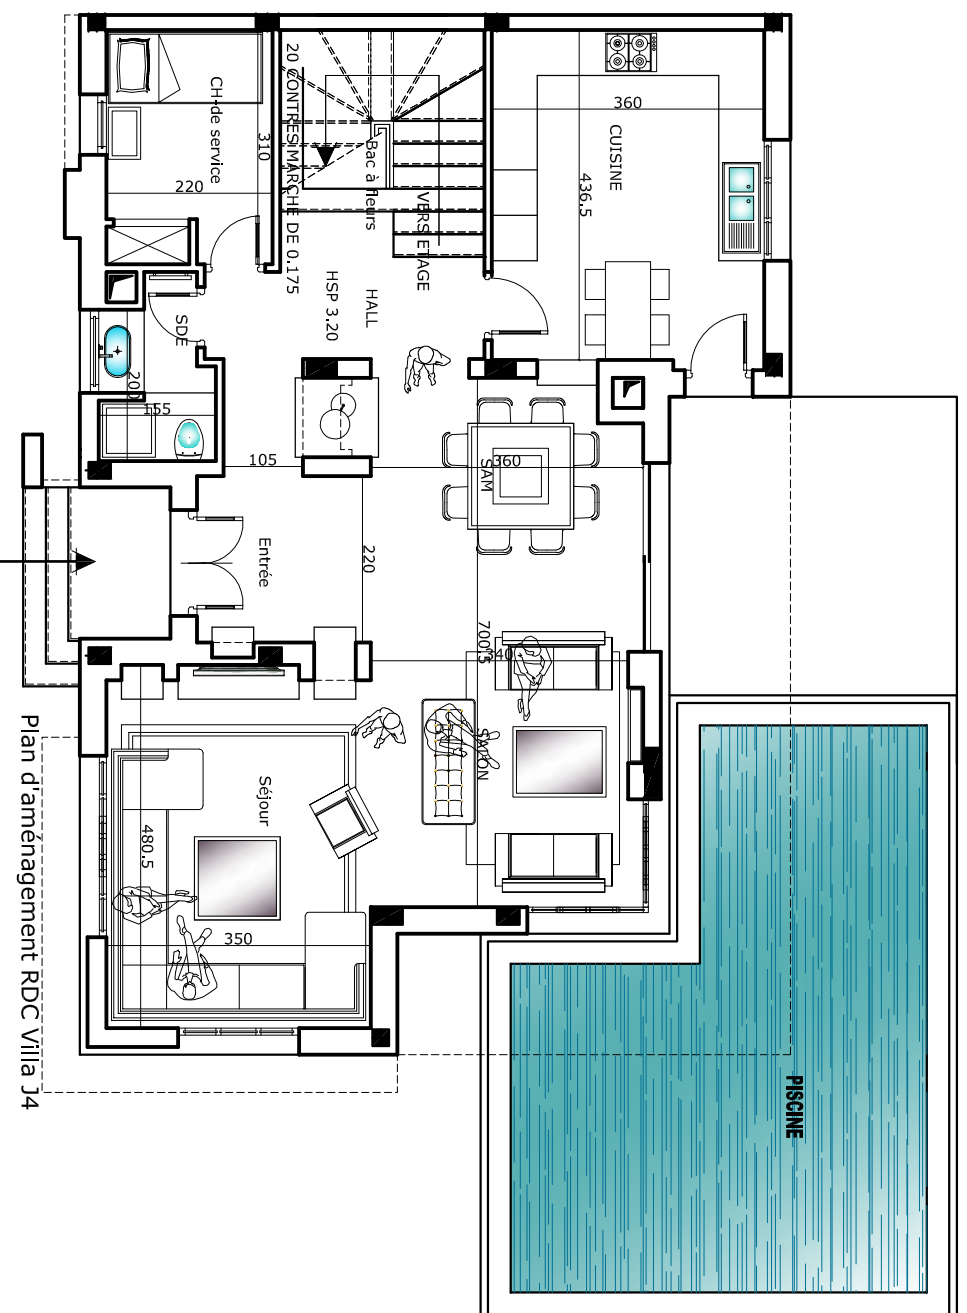 CH-de service
310
220
20 CONTRES MARCHE DE 0.175
Bac à fleurs
VERS ETAGE
HALL
HSP 3.20
CUISINE
360
436.5
SDE
200
155
105
SAM
360
Entrée
220
700.5
340
SALON
Séjour
480.5
350
PISCINE
Plan d'aménagement RDC Villa J4